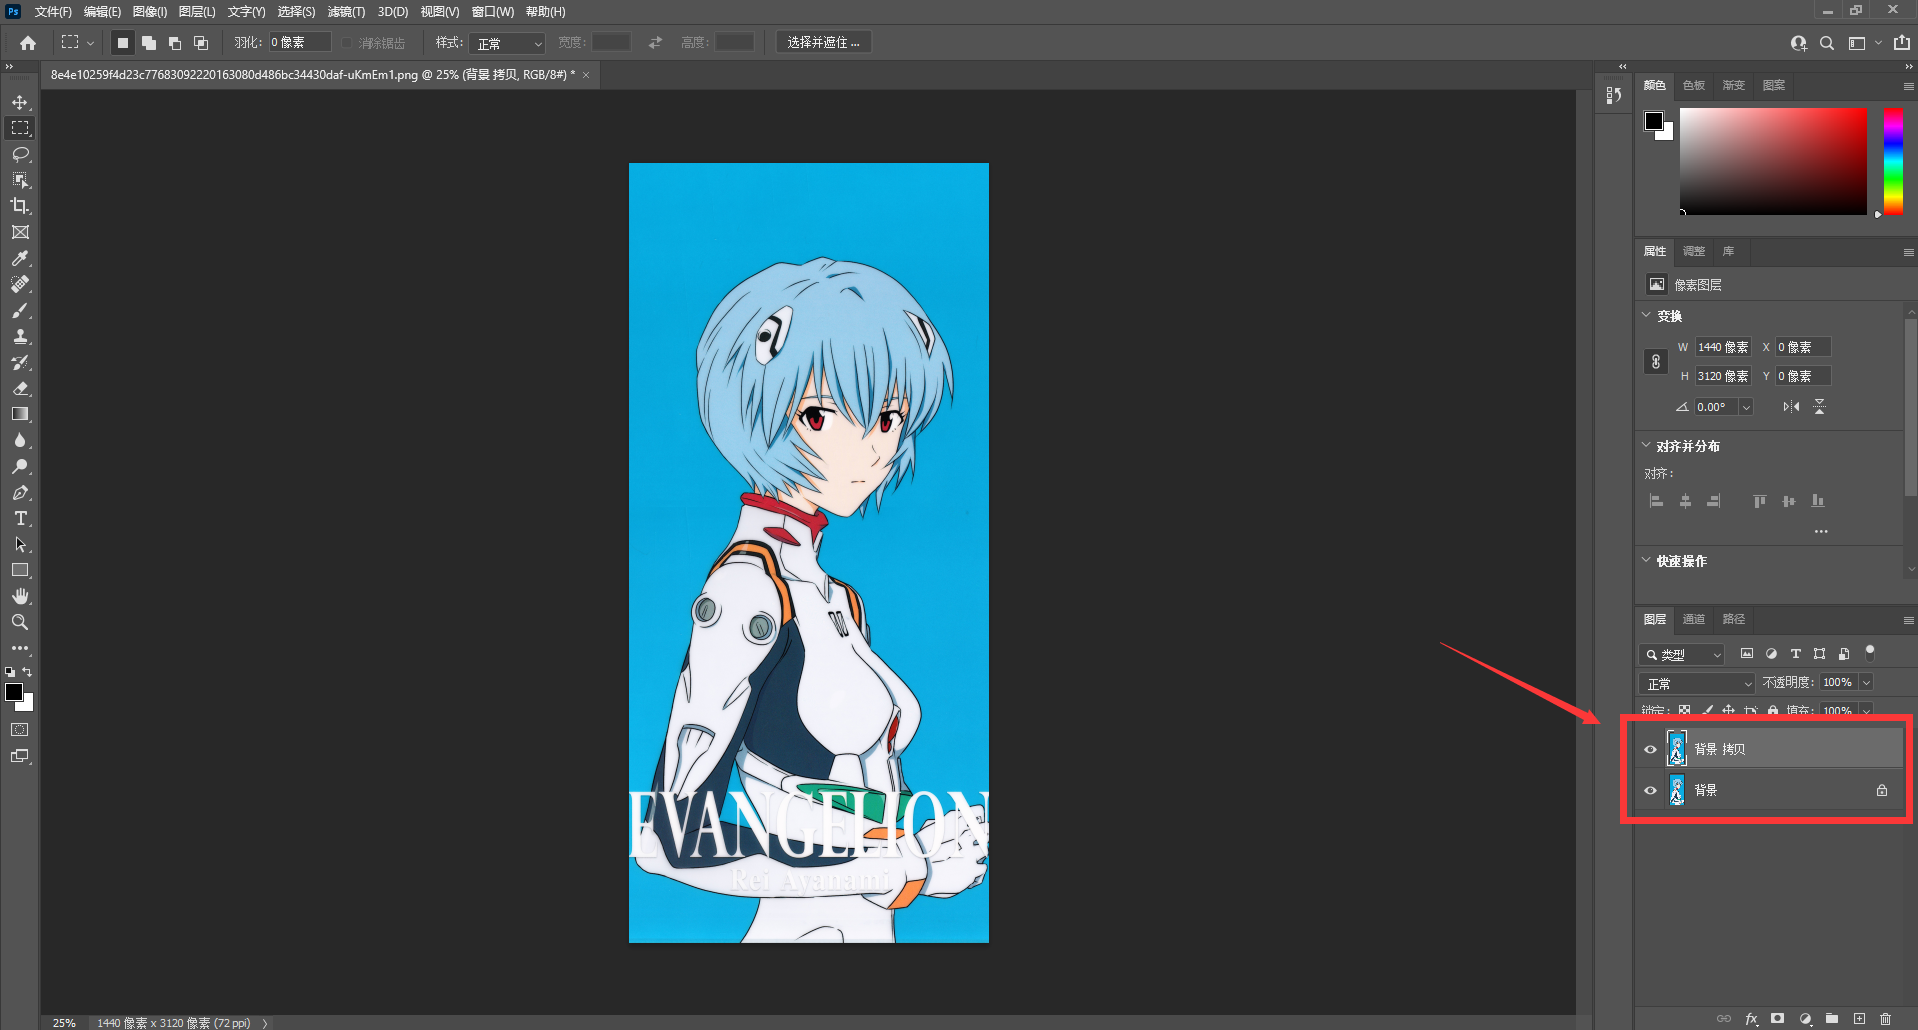 Ps 文件(F) 编辑(E) 图像(I) 图层(L) 文字(Y) 选择(S) 滤镜(T) 3D(D) 视图(V) 窗口(W) 帮助(H)
羽化: 0 像素 消除锯齿 样式: 正常 宽度: 高度: 选择并遮住 ...
8e4e10259f4d23c77683092220163080d486bc34430daf-uKmEm1.png @ 25% (背景 拷贝, RGB/8#) * ×
颜色 色板 渐变 图案
属性 调整 库
像素图层
变换
W 1440 像素 X 0 像素
H 3120 像素 Y 0 像素
0.00°
对齐并分布
对齐:
快速操作
图层 通道 路径
类型
正常 不透明度: 100%
锁定: 填充: 100%
背景 拷贝
背景
EVANGELION
Rei Ayanami
25% 1440 像素 x 3120 像素 (72 ppi)
fx